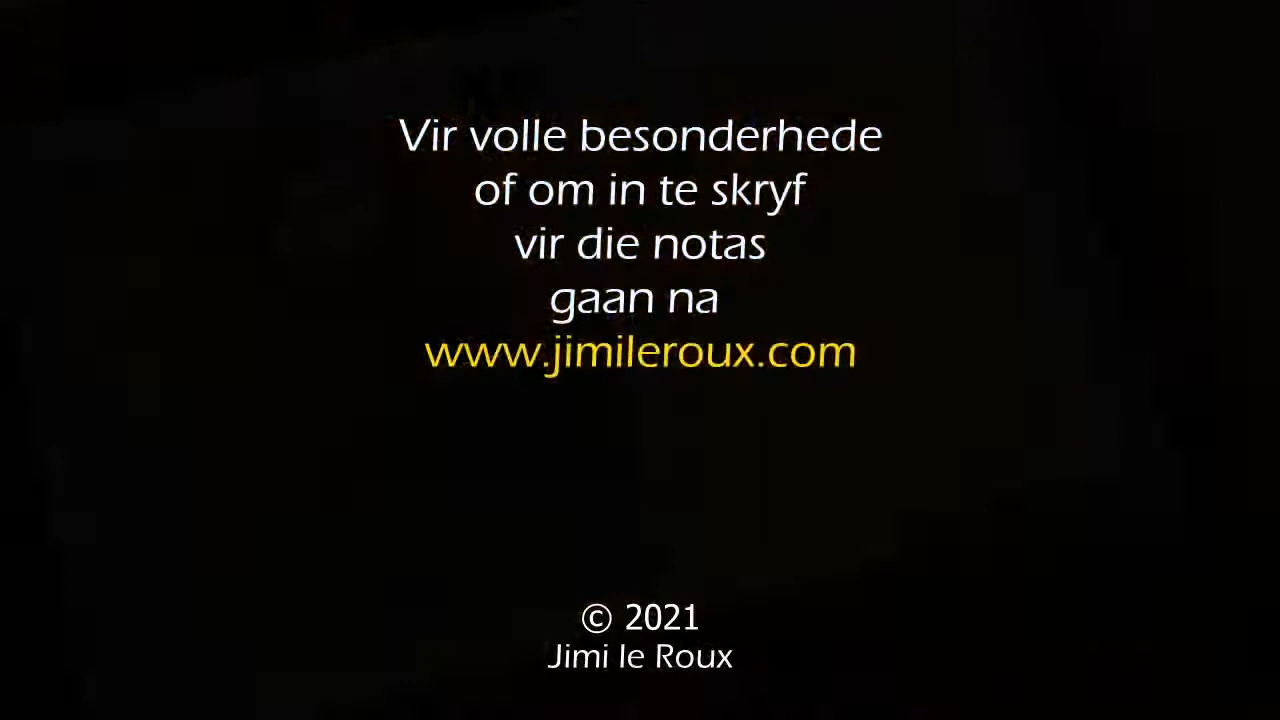 Vir volle besonderhede
of om in te skryf
vir die notas
gaan na
www.jimileroux.com
© 2021
Jimi le Roux